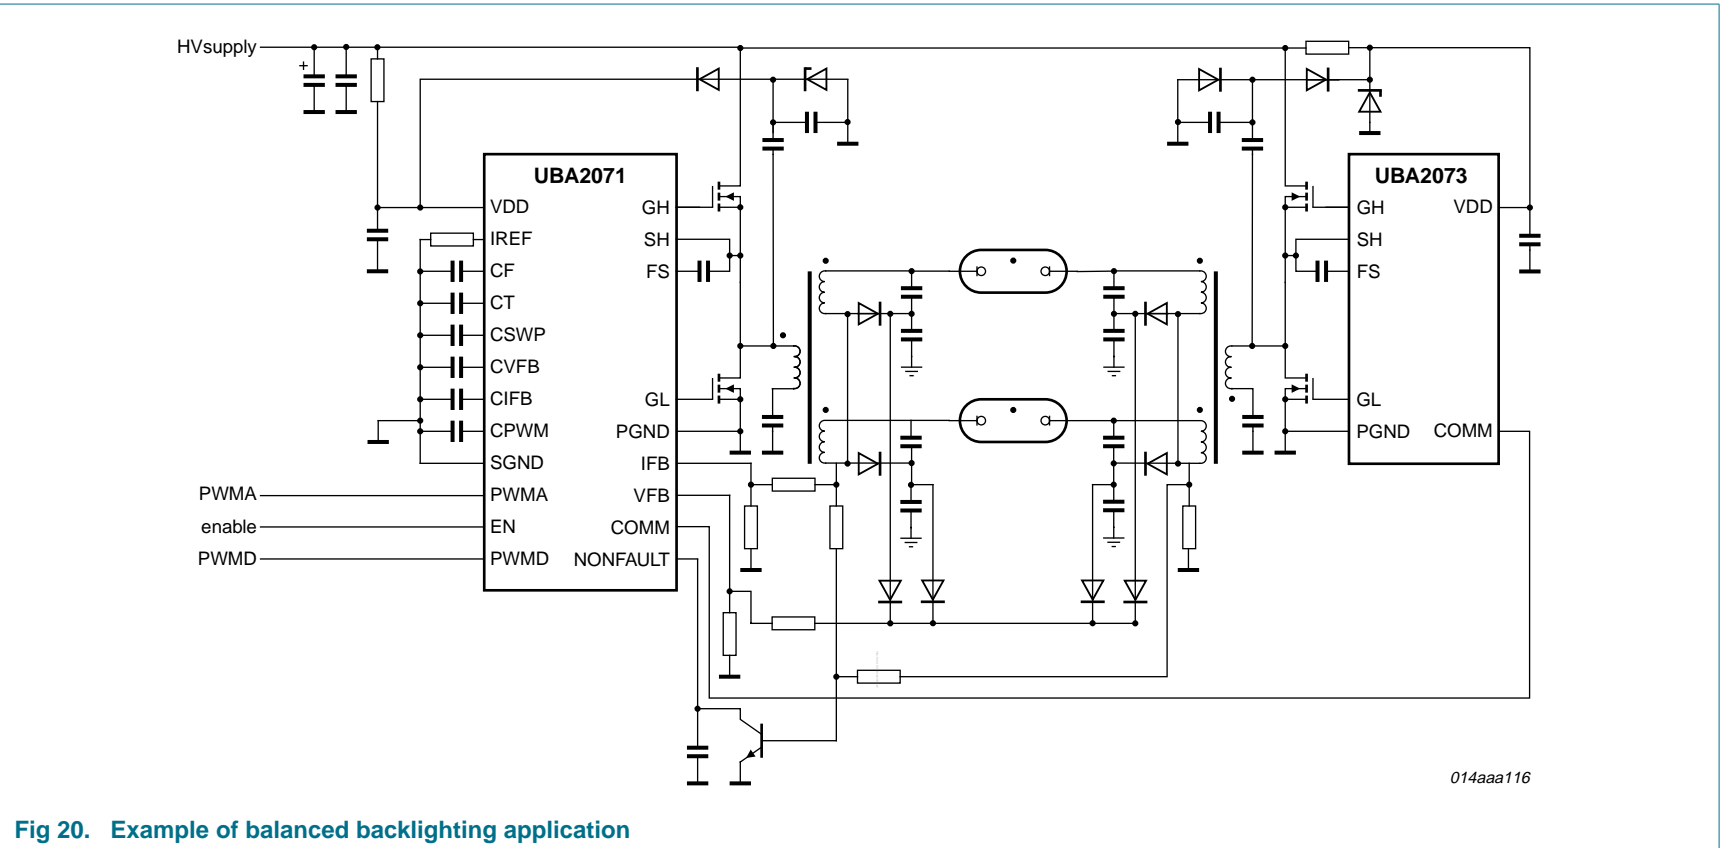 HVsupply
+
UBA2071
UBA2073
VDD
GH
GH
VDD
IREF
SH
SH
CF
FS
FS
CT
CSWP
CVFB
CIFB
GL
GL
CPWM
PGND
PGND
COMM
SGND
IFB
PWMA
PWMA
VFB
enable
EN
COMM
PWMD
PWMD
NONFAULT
014aaa116
Fig 20. Example of balanced backlighting application